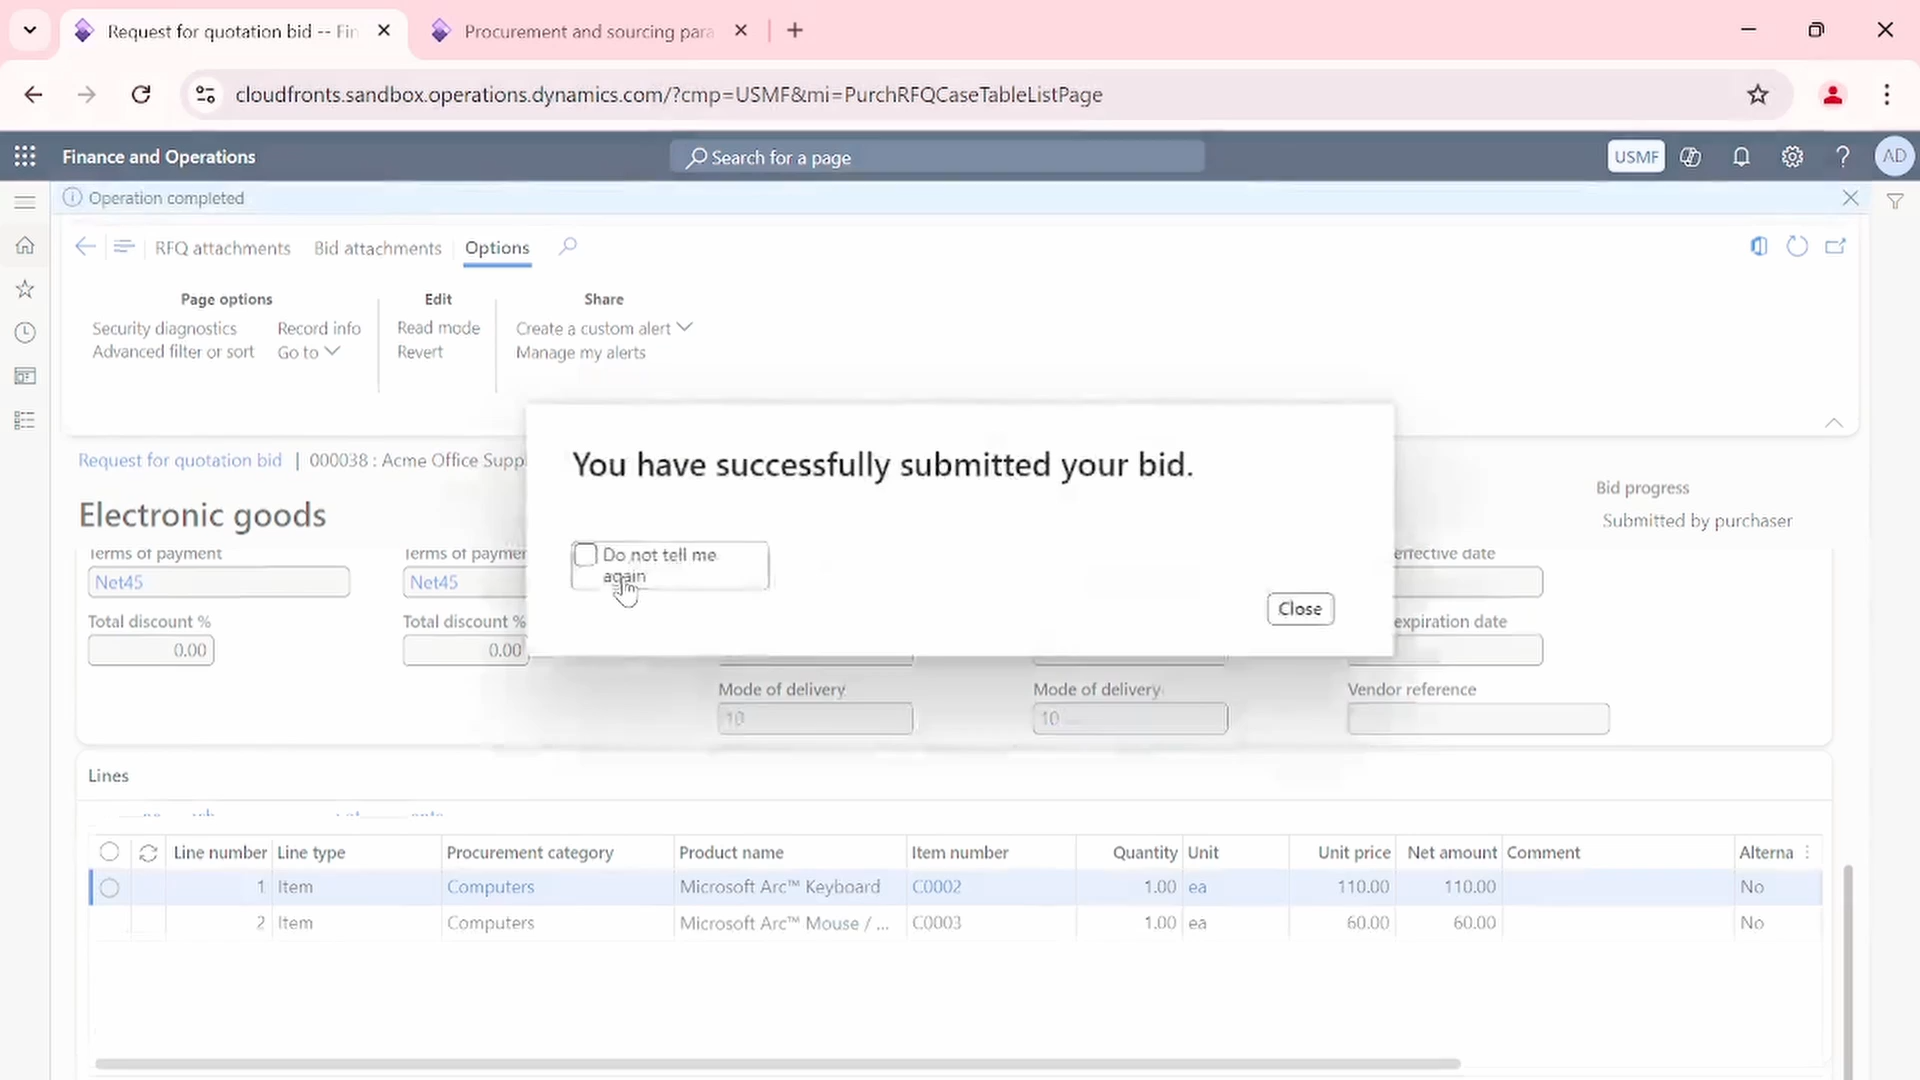 Request for quotation bid -- Fin
Procurement and sourcing para
cloudfronts.sandbox.operations.dynamics.com/?cmp=USMF&mi=PurchRFQCaseTableListPage
Finance and Operations
Search for a page
USMF
AD
Operation completed
RFQ attachments
Bid attachments
Options
Page options
Edit
Share
Security diagnostics
Record info
Read mode
Create a custom alert
Advanced filter or sort
Go to
Revert
Manage my alerts
Request for quotation bid | 000038 : Acme Office Supp
Electronic goods
Bid progress
Submitted by purchaser
You have successfully submitted your bid.
Do not tell me
again
Close
Terms of payment
Terms of paymen
effective date
Net45
Net45
Total discount %
Total discount %
expiration date
0.00
0.00
Mode of delivery
Mode of delivery
Vendor reference
10
10
Lines
Line number Line type Procurement category Product name Item number Quantity Unit Unit price Net amount Comment Alterna
1 Item Computers Microsoft Arc™ Keyboard C0002 1.00 ea 110.00 110.00 No
2 Item Computers Microsoft Arc™ Mouse / ... C0003 1.00 ea 60.00 60.00 No